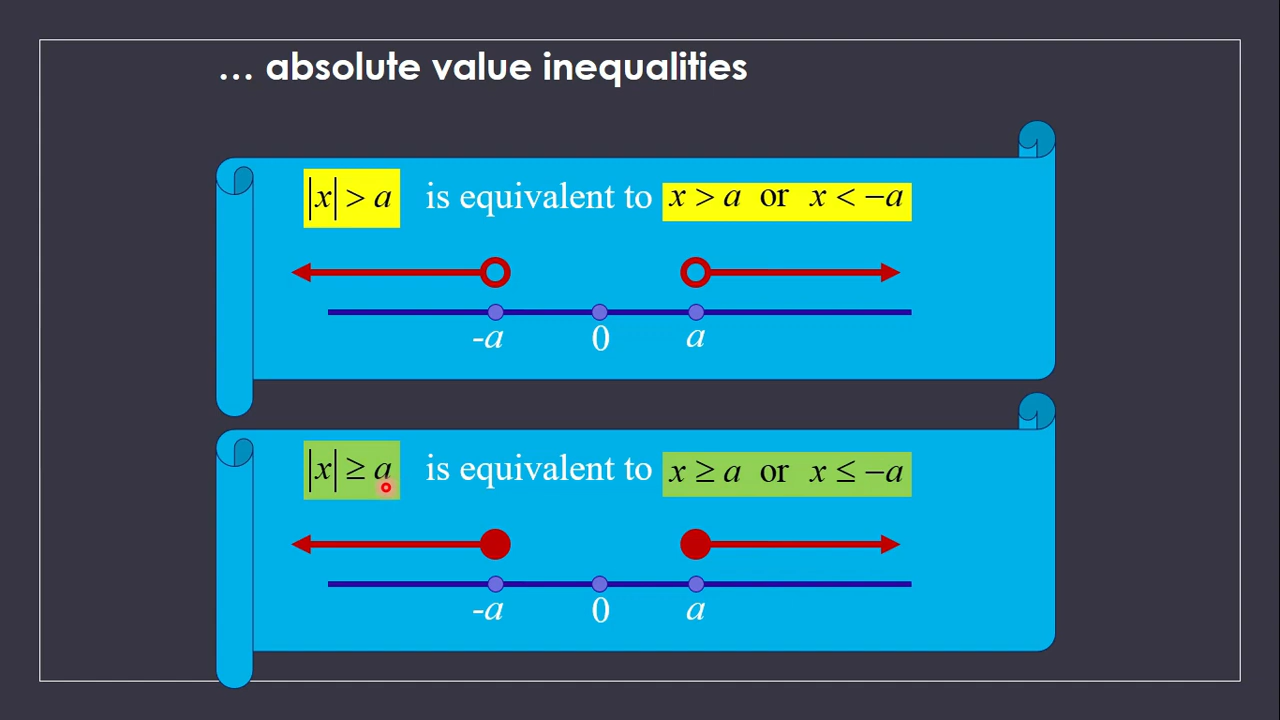 … absolute value inequalities
|x| > a is equivalent to x > a or x < −a
-a 0 a
|x| ≥ a is equivalent to x ≥ a or x ≤ −a
-a 0 a